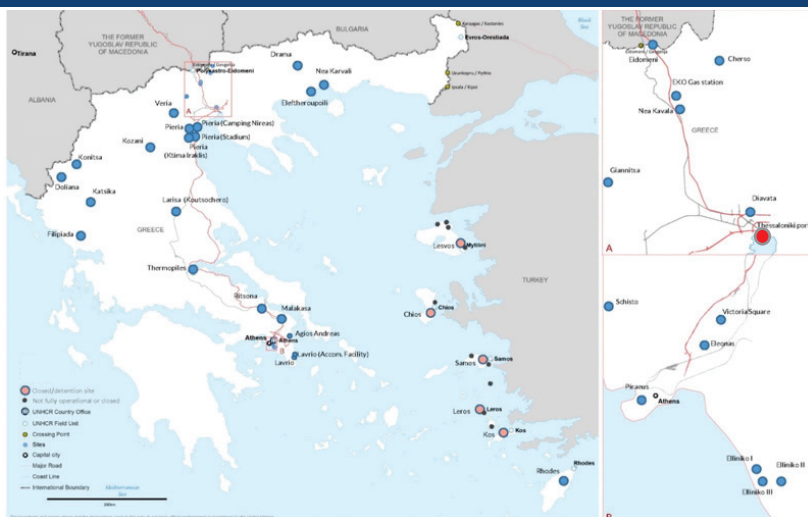 BULGARIA
Black
Sea
THE FORMER
YUGOSLAV REPUBLIC
OF MACEDONIA
Tirana
Evros-Orestiada
Drama
Polykastro-Eidomeni
Nea Karvali
ALBANIA
Eleftheroupoili
Veria
A
Pieria
Pieria (Camping Nireas)
Pieria (Stadium)
Kozani
Pieria
(Ktima Iraklis)
Konitsa
Doliana
Katsika
Larisa (Koutsochero)
GREECE
Filipiada
Lesvos
Mytilini
Thermopiles
TURKEY
Ritsona
Malakasa
Chios
Chios
Agios Andreas
Athens
Athens
B
Lavrio (Accom. Facility)
Lavrio
Samos
Samos
Closed/detention site
Not fully operational or closed
UNHCR Country Office
UNHCR Field Unit
Crossing Point
Sites
Capital city
Major Road
Coast Line
International Boundary
Leros
Leros
Kos
Kos
Rhodes
Rhodes
Mediterranean
Sea
THE FORMER
YUGOSLAV REPUBLIC
OF MACEDONIA
Eidomeni
Cherso
EKO Gas station
Nea Kavala
GREECE
Giannitsa
Diavata
Thessaloniki port
A
Schisto
Victoria Square
Eleonas
Piraeus
Athens
Elliniko I
Elliniko II
Elliniko III
B